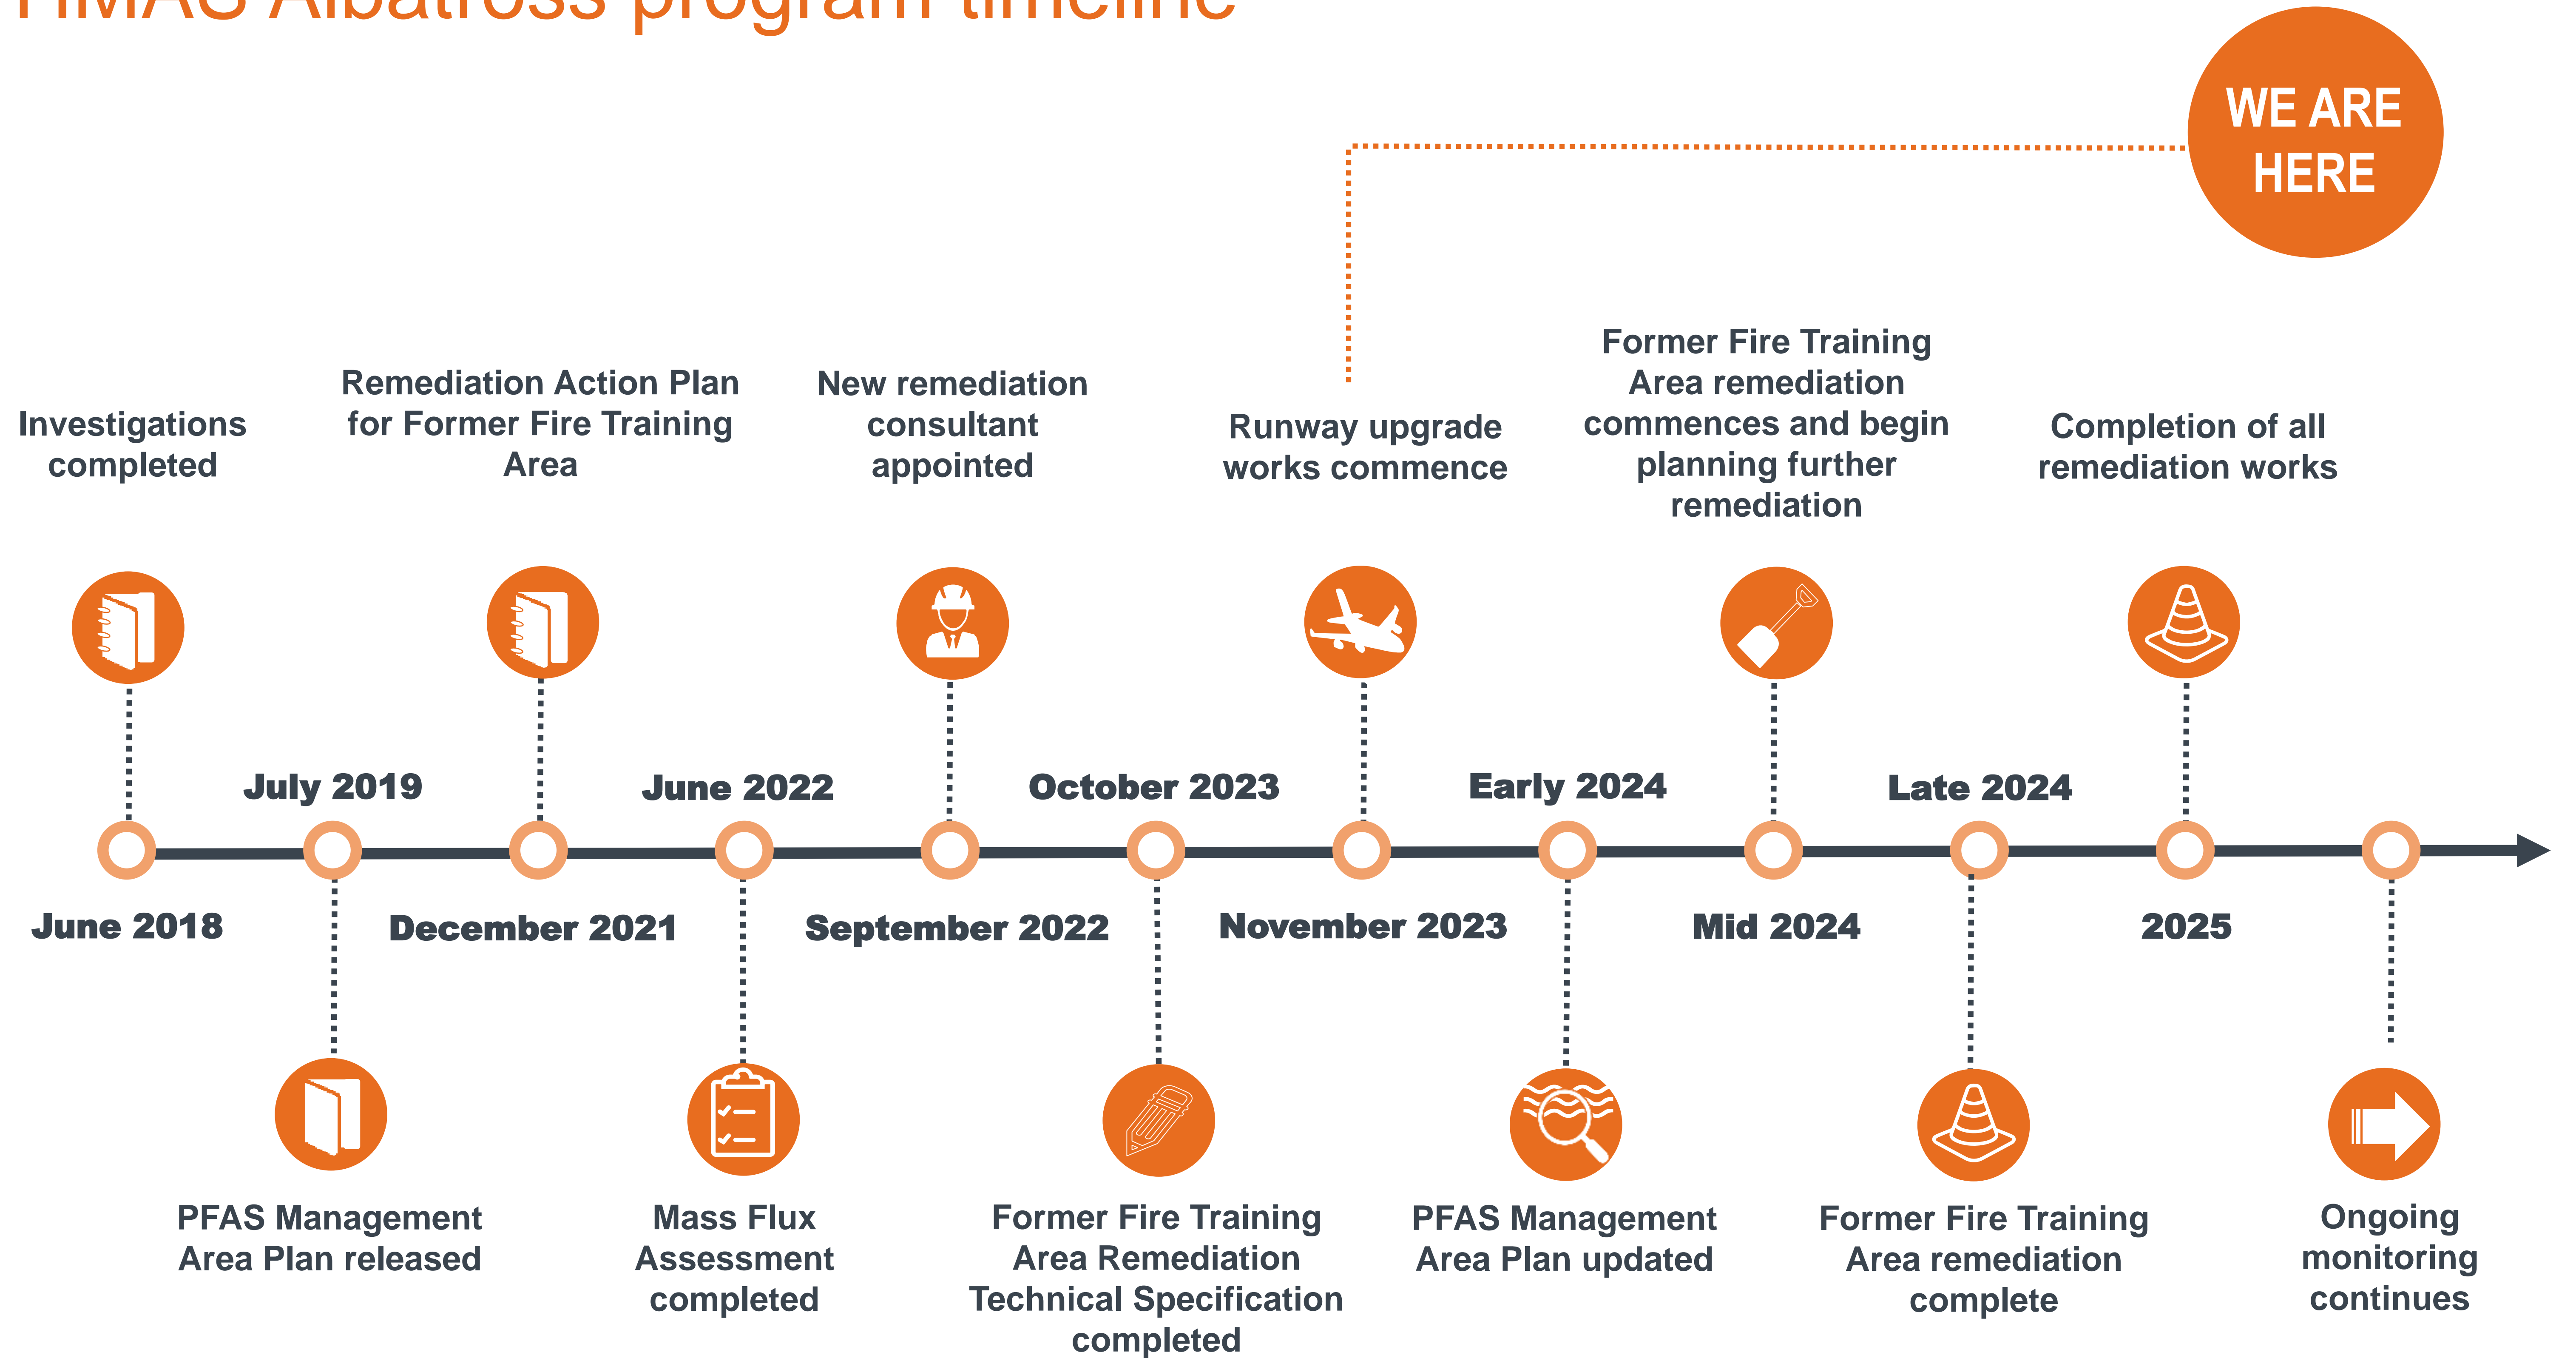 HMAS Albatross program timeline
WE ARE
HERE
Investigations
completed
Remediation Action Plan
for Former Fire Training
Area
New remediation
consultant
appointed
Runway upgrade
works commence
Former Fire Training
Area remediation
commences and begin
planning further
remediation
Completion of all
remediation works
July 2019
June 2022
October 2023
Early 2024
Late 2024
June 2018
December 2021
September 2022
November 2023
Mid 2024
2025
PFAS Management
Area Plan released
Mass Flux
Assessment
completed
Former Fire Training
Area Remediation
Technical Specification
completed
PFAS Management
Area Plan updated
Former Fire Training
Area remediation
complete
Ongoing
monitoring
continues